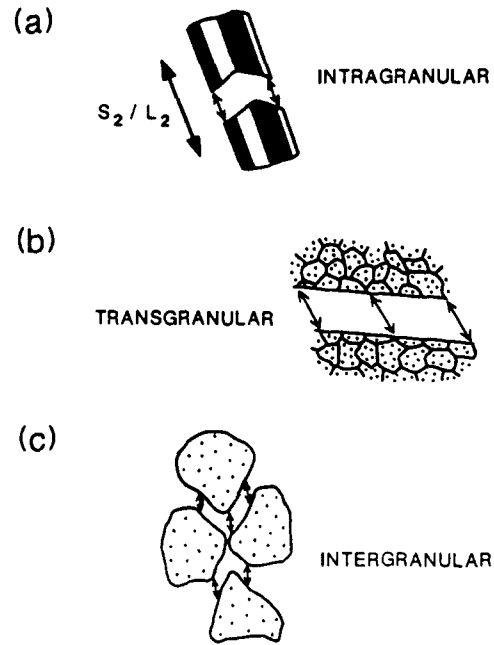 (a)
INTRAGRANULAR
S₂ / L₂
(b)
TRANSGRANULAR
(c)
INTERGRANULAR